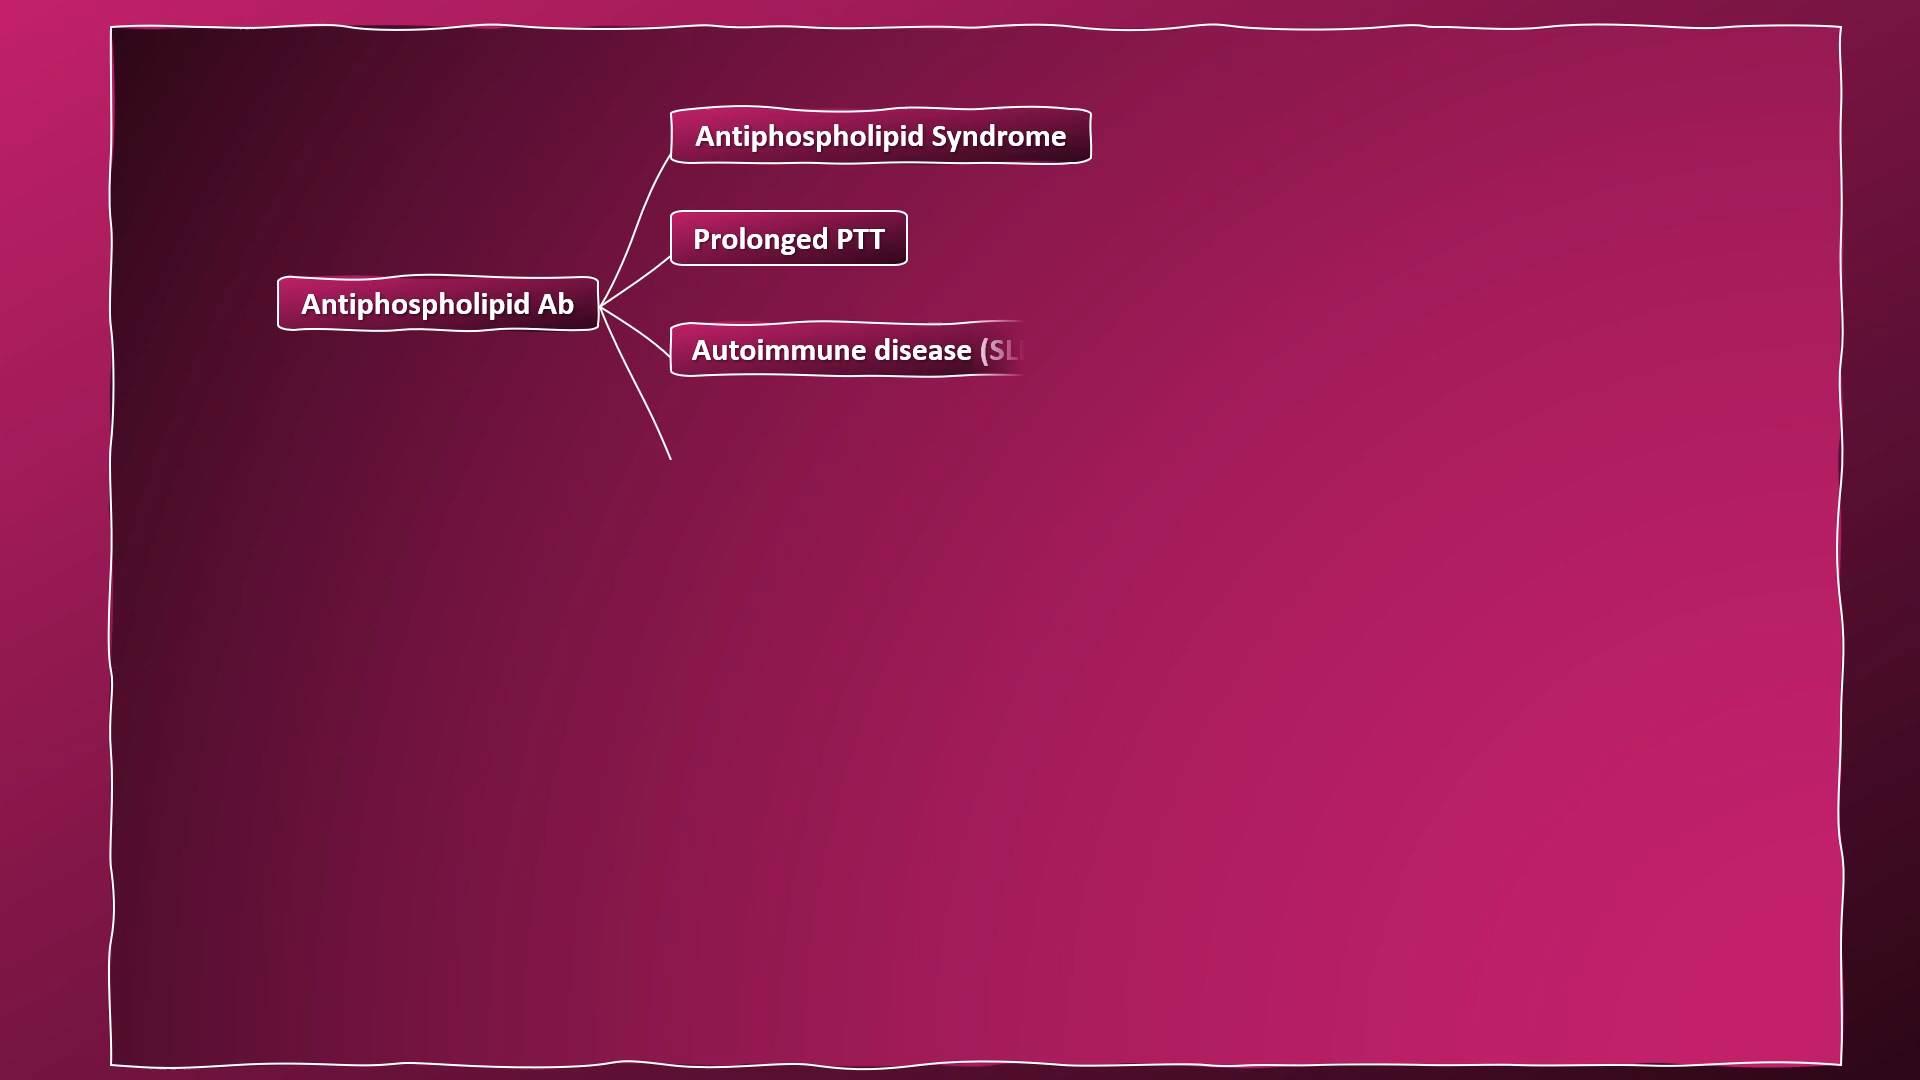 Antiphospholipid Syndrome
Prolonged PTT
Antiphospholipid Ab
Autoimmune disease